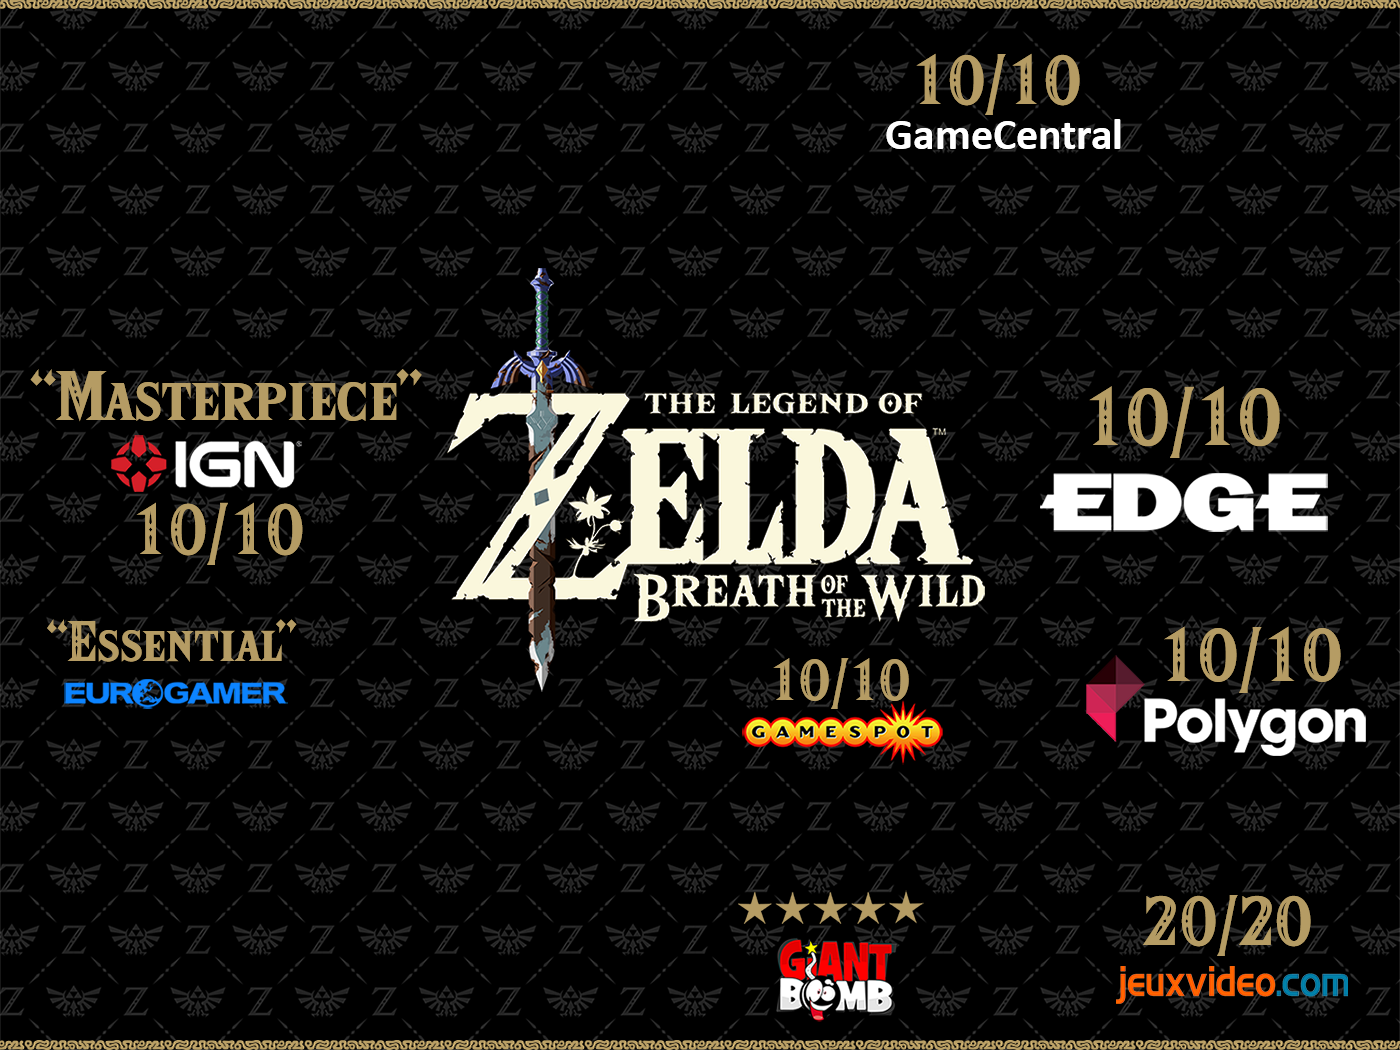 10/10
GameCentral
“Masterpiece”
IGN
10/10
THE LEGEND OF
ZELDA™
BREATH OF THE WILD
10/10
EDGE
“Essential”
EUROGAMER
10/10
GAMESPOT
10/10
Polygon
GIANT
BOMB
20/20
jeuxvideo.com